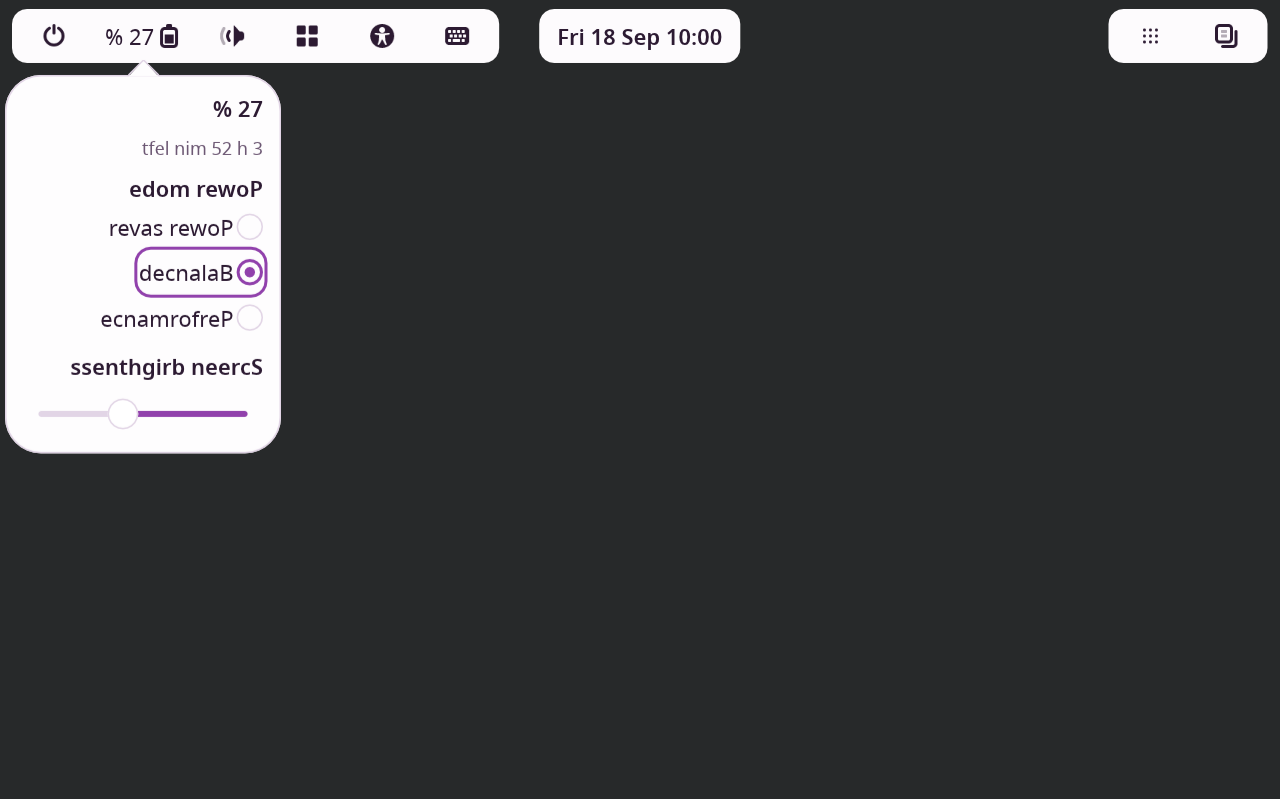 % 27
Fri 18 Sep 10:00
% 27
tfel nim 52 h 3
edom rewoP
revas rewoP
decnalaB
ecnamrofreP
ssenthgirb neercS